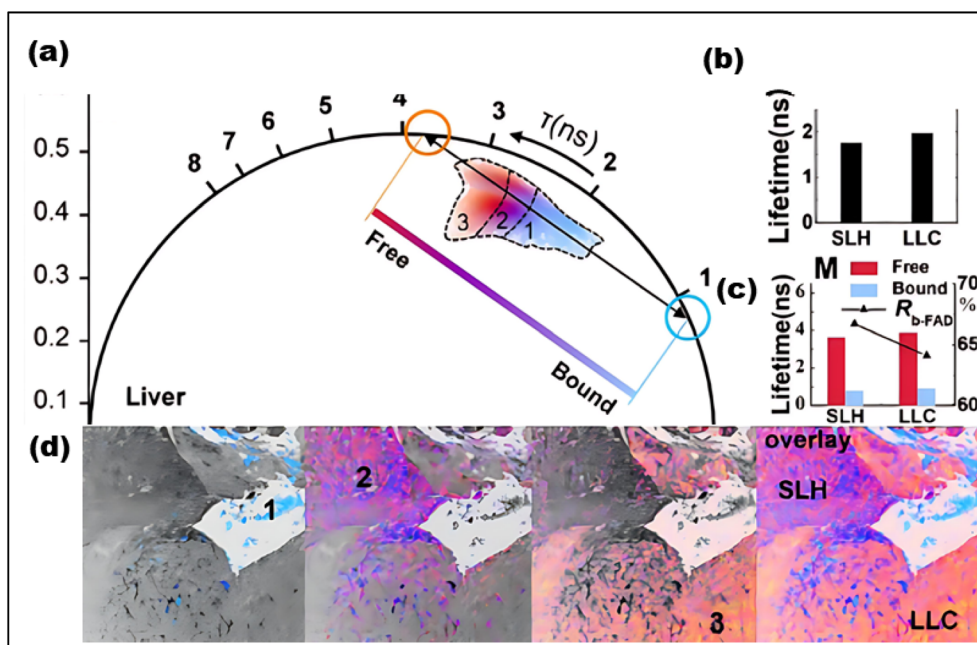 (a)
0.5
0.4
0.3
0.2
0.1
8
7
6
5
4
3
2
1
τ(ns)
3
2
1
Free
Bound
Liver
(b)
Lifetime(ns)
2
1
0
SLH
LLC
(c)
M
Free
Bound
R b-FAD
Lifetime(ns)
6
4
2
0
70
%
65
60
SLH
LLC
(d)
1
2
3
overlay
SLH
LLC